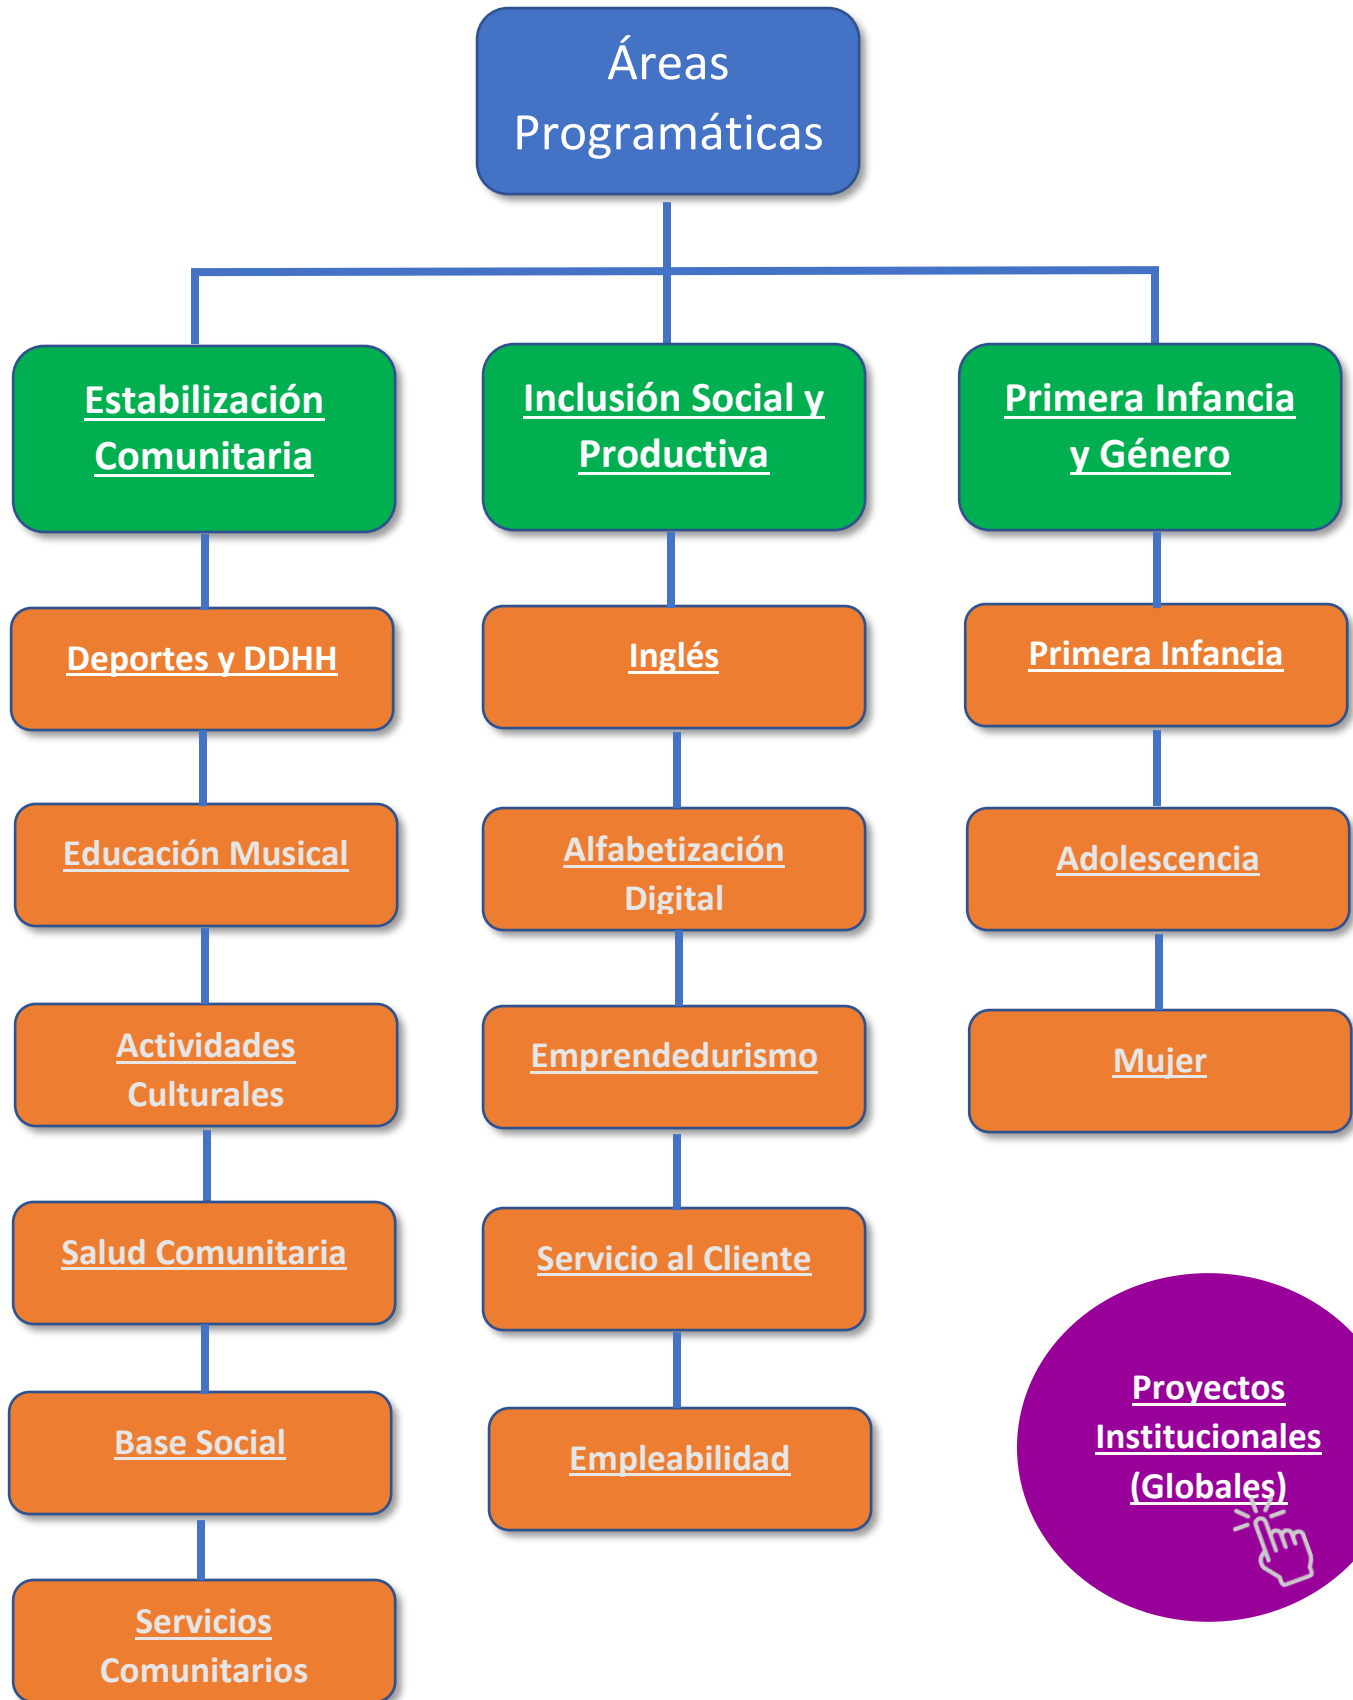 Áreas
Programáticas
Estabilización
Comunitaria
Deportes y DDHH
Educación Musical
Actividades
Culturales
Salud Comunitaria
Base Social
Servicios
Comunitarios
Inclusión Social y
Productiva
Inglés
Alfabetización
Digital
Emprendedurismo
Servicio al Cliente
Empleabilidad
Primera Infancia
y Género
Primera Infancia
Adolescencia
Mujer
Proyectos
Institucionales
(Globales)